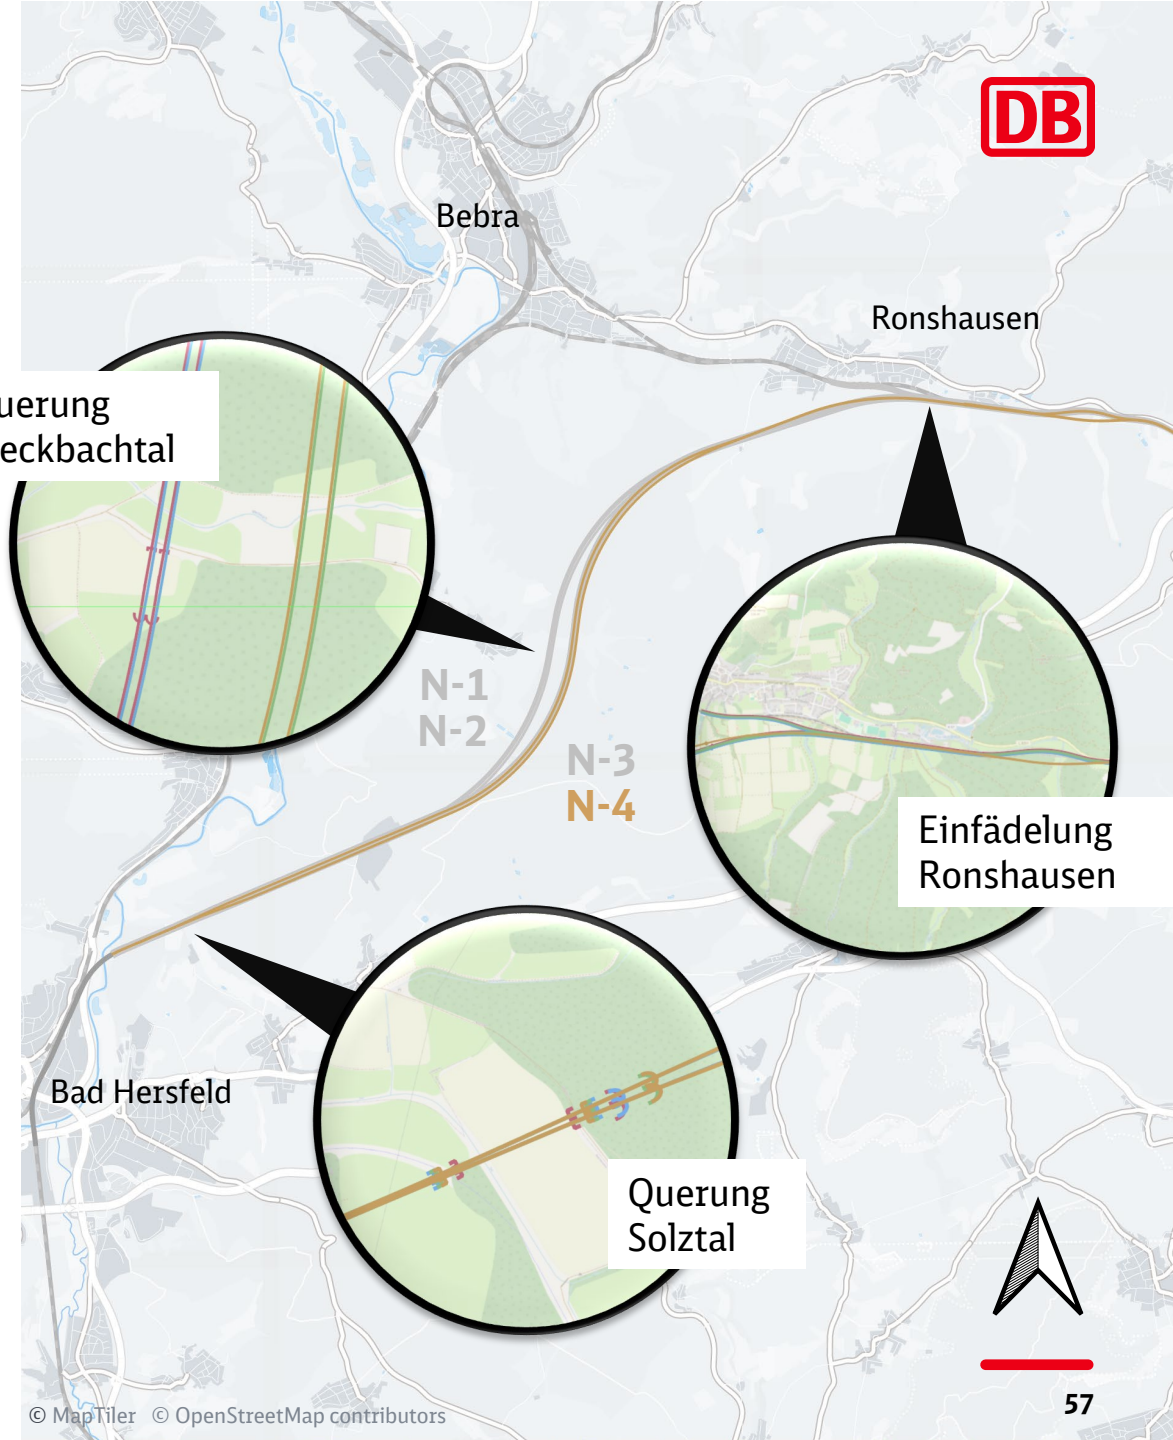 DB
Bebra
Ronshausen
uerung
eckbachtal
N-1
N-2
N-3
N-4
Einfädelung
Ronshausen
Bad Hersfeld
Querung
Solztal
57
© MapTiler © OpenStreetMap contributors